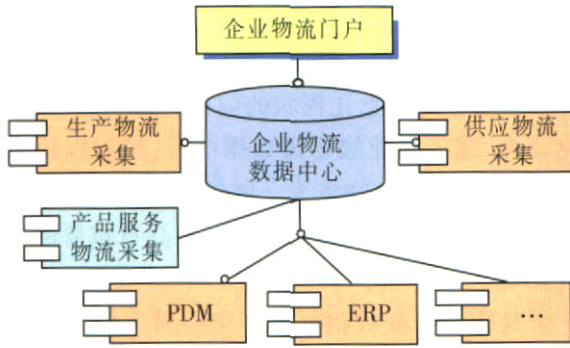 企业物流门户
生产物流
采集
企业物流
数据中心
供应物流
采集
产品服务
物流采集
PDM
ERP
…